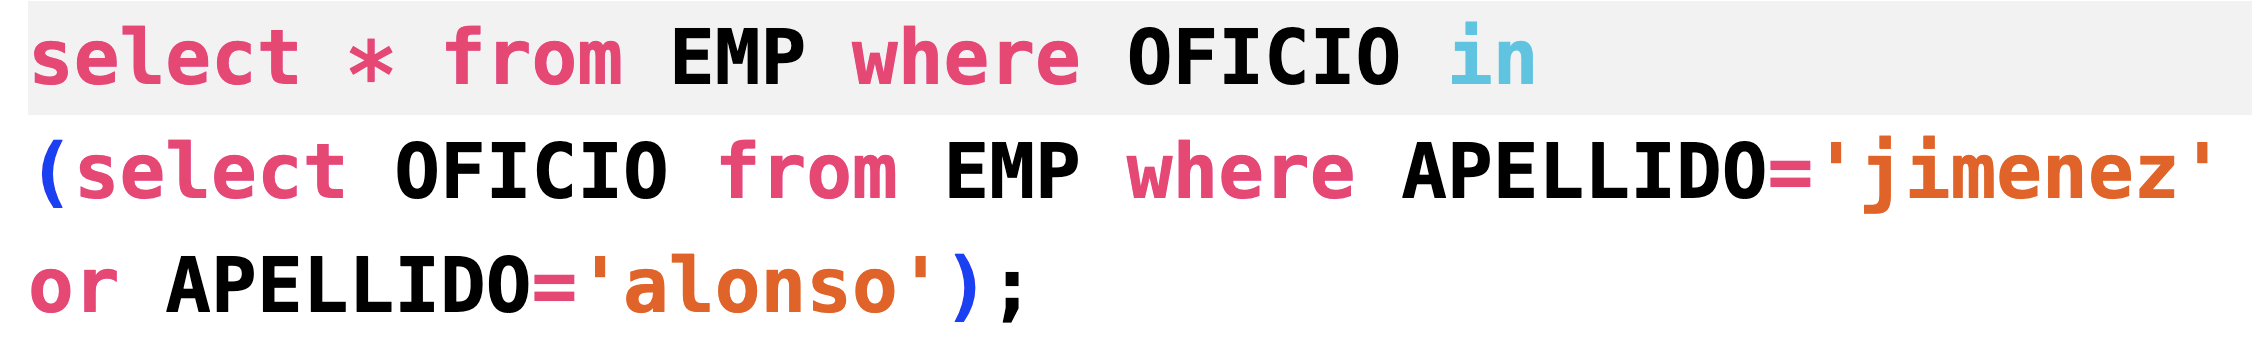 select * from EMP where OFICIO in
(select OFICIO from EMP where APELLIDO='jimenez'
or APELLIDO='alonso');